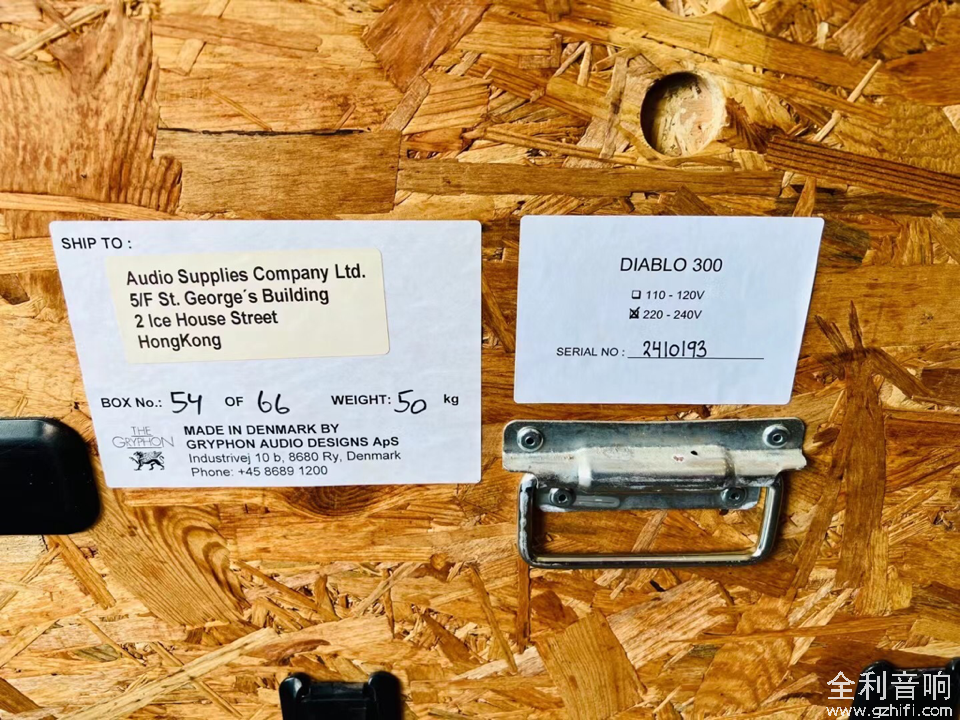 SHIP TO :
Audio Supplies Company Ltd.
5/F St. George´s Building
2 Ice House Street
HongKong
BOX No.: 54 OF 66 WEIGHT: 50 kg
THE
GRYPHON
MADE IN DENMARK BY
GRYPHON AUDIO DESIGNS ApS
Industrivej 10 b, 8680 Ry, Denmark
Phone: +45 8689 1200
DIABLO 300
☐ 110 - 120V
☒ 220 - 240V
SERIAL NO : 2410193
全利音响
www.gzhifi.com